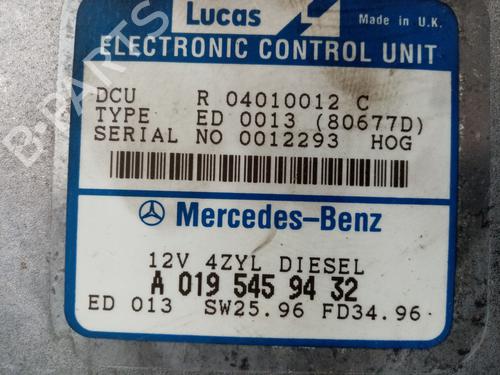 Lucas
Made in U.K.
ELECTRONIC CONTROL UNIT
DCU R 04010012 C
TYPE ED 0013 (80677D)
SERIAL NO 0012293 HOG
Mercedes-Benz
12V 4ZYL DIESEL
A 019 545 94 32
ED 013 SW25.96 FD34.96
B-PARTS